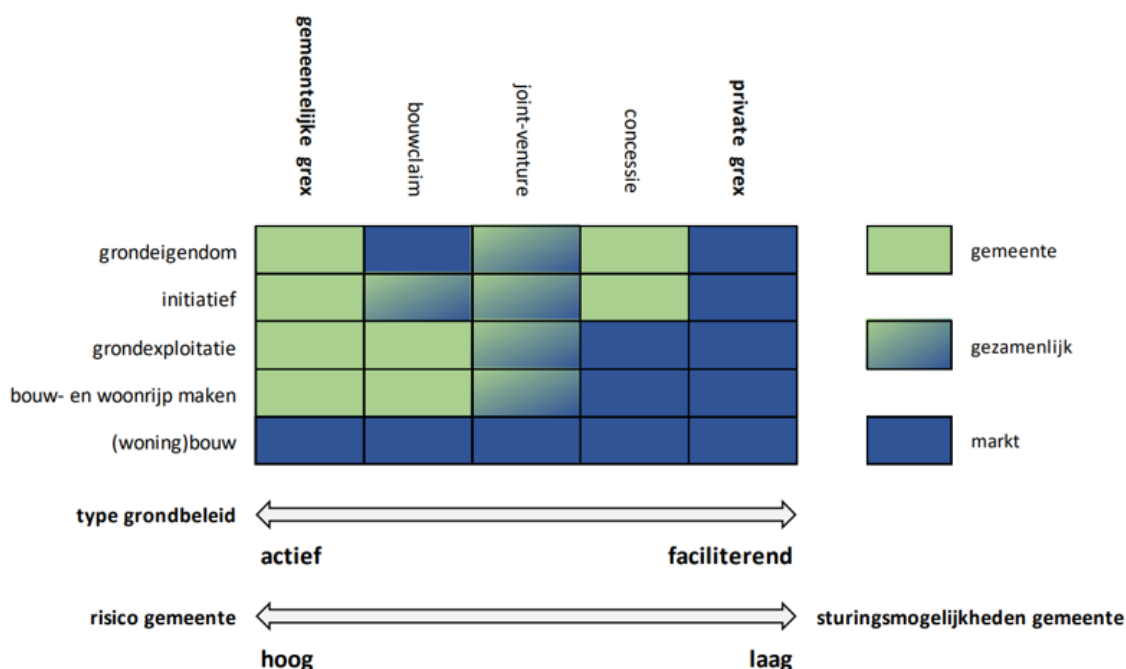 gemeentelijke grex
bouwclaim
joint-venture
concessie
private grex
grondeigendom
initiatief
grondexploitatie
bouw- en woonrijp maken
(woning)bouw
gemeente
gezamenlijk
markt
type grondbeleid
actief
faciliterend
risico gemeente
sturingsmogelijkheden gemeente
hoog
laag